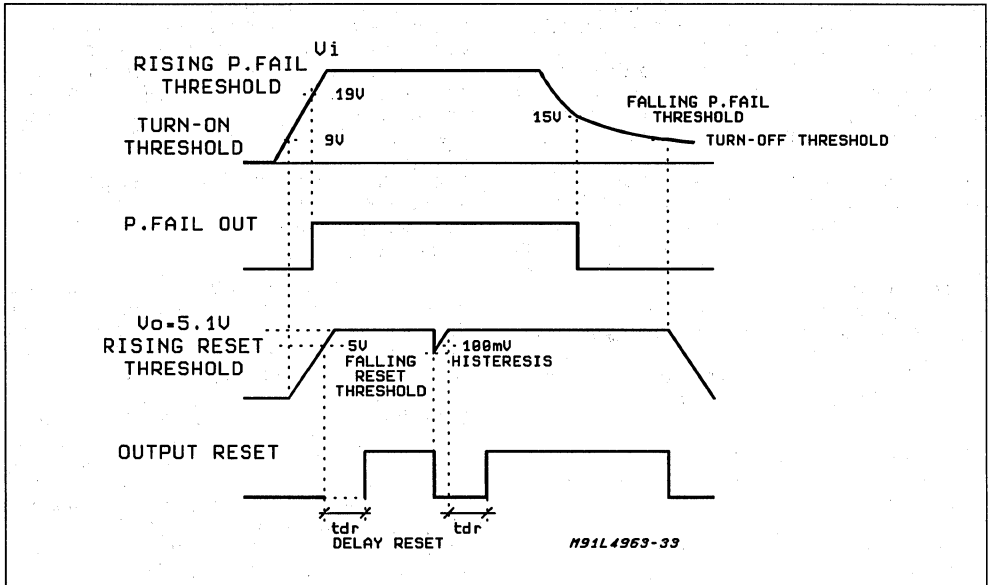 Vi
RISING P.FAIL
THRESHOLD
19V
TURN-ON
THRESHOLD
9V
15V
FALLING P.FAIL
THRESHOLD
TURN-OFF THRESHOLD
P.FAIL OUT
Vo=5.1V
RISING RESET
THRESHOLD
5V
FALLING
RESET
THRESHOLD
100mV
HISTERESIS
OUTPUT RESET
tdr
tdr
DELAY RESET
M91L4963-33